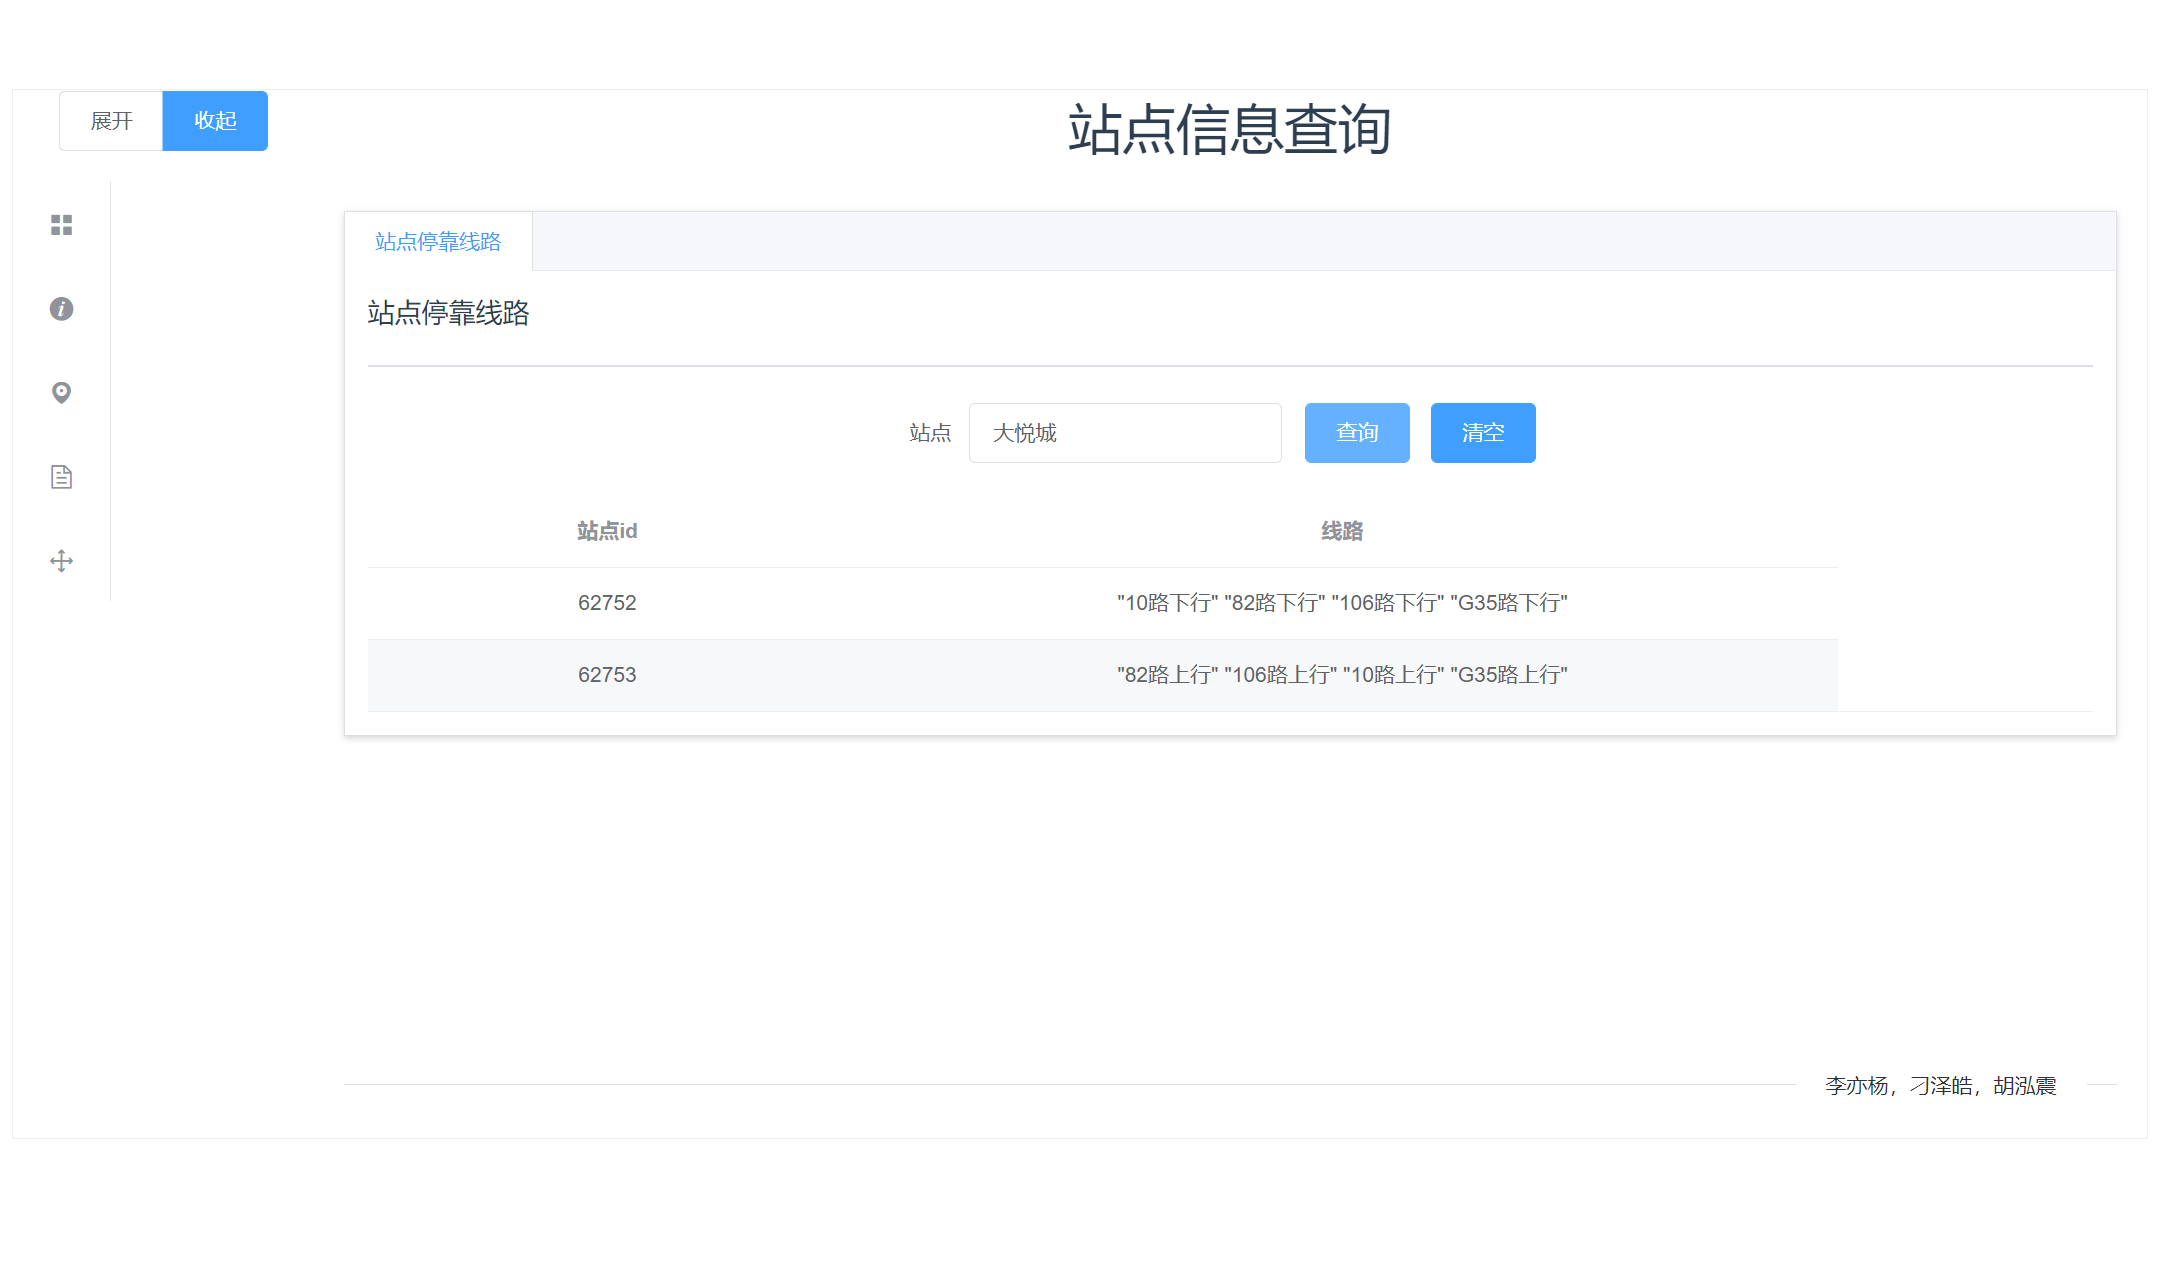 展开 收起
站点信息查询
站点停靠线路
站点停靠线路
站点 大悦城 查询 清空
站点id 线路
62752 "10路下行" "82路下行" "106路下行" "G35路下行"
62753 "82路上行" "106路上行" "10路上行" "G35路上行"
李亦杨，刁泽皓，胡泓震